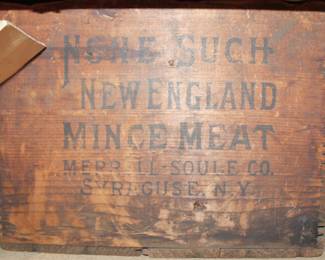 NONE SUCH
NEW ENGLAND
MINCE MEAT
MERRELL-SOULE CO.
SYRACUSE, N.Y.